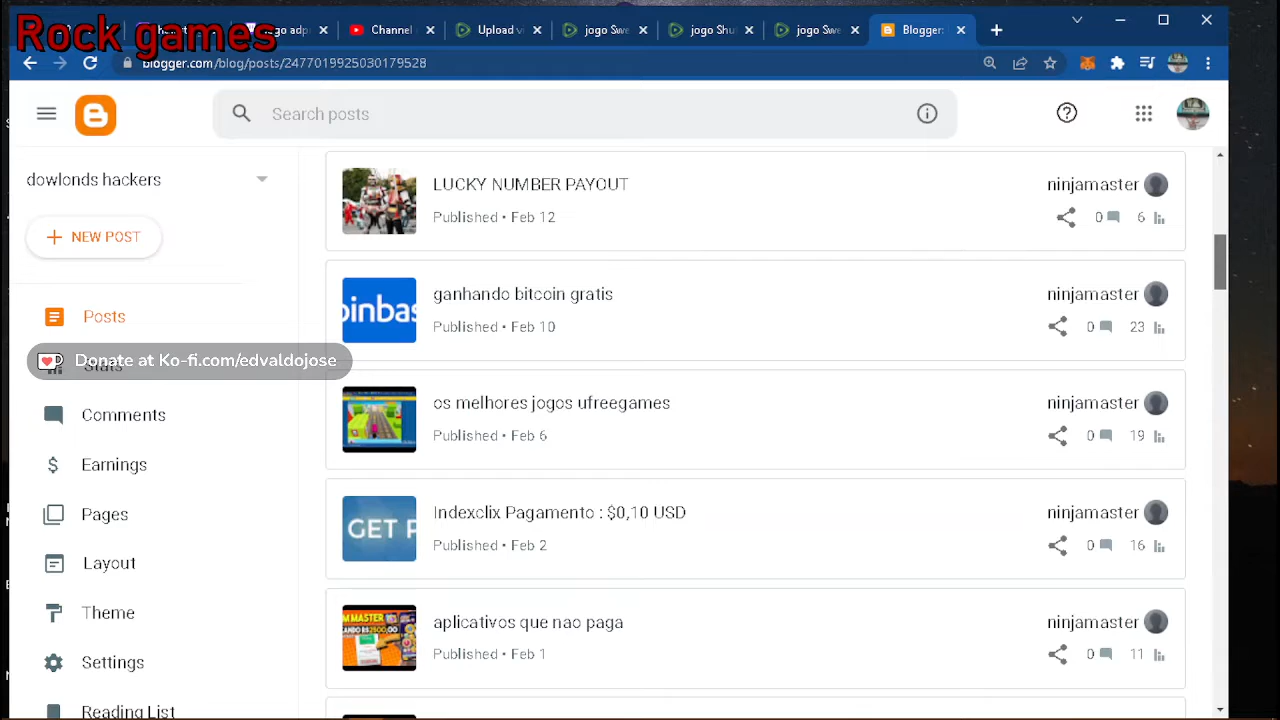 Rock games
Channel
Upload v
jogo Swe
jogo Shu
jogo Swe
Blogger:
blogger.com/blog/posts/2477019925030179528
Search posts
dowlonds hackers
NEW POST
Posts
Donate at Ko-fi.com/edvaldojose
Stats
Comments
Earnings
Pages
Layout
Theme
Settings
Reading List
LUCKY NUMBER PAYOUT
ninjamaster
Published • Feb 12
0
6
ganhando bitcoin gratis
ninjamaster
Published • Feb 10
0
23
oinbas
os melhores jogos ufreegames
ninjamaster
Published • Feb 6
0
19
Indexclix Pagamento : $0,10 USD
ninjamaster
Published • Feb 2
0
16
GET P
aplicativos que nao paga
ninjamaster
Published • Feb 1
0
11